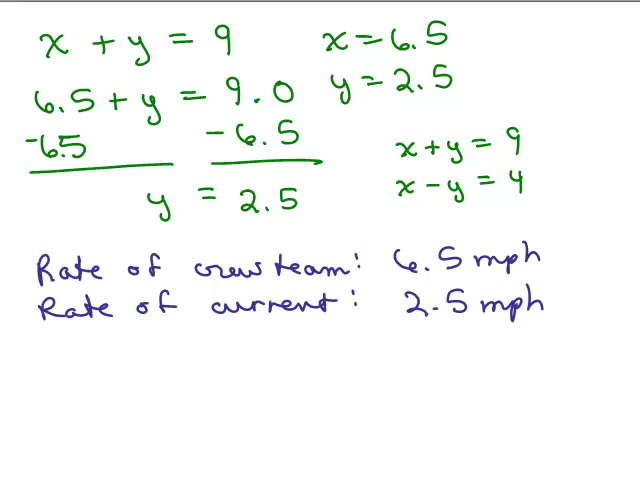 x + y = 9
6.5 + y = 9.0
-6.5 - 6.5
y = 2.5
x = 6.5
y = 2.5
x + y = 9
x - y = 4
Rate of crew team: 6.5 mph
Rate of current: 2.5 mph